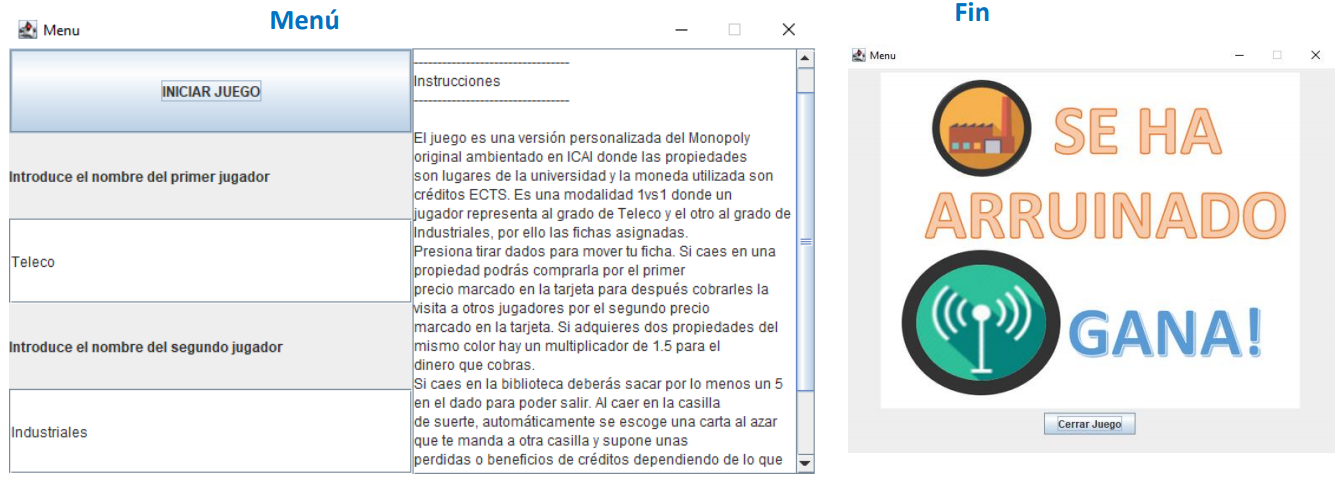 Menú
Menu
INICIAR JUEGO
Introduce el nombre del primer jugador
Teleco
Introduce el nombre del segundo jugador
Industriales
--------------------------------
Instrucciones
--------------------------------
El juego es una versión personalizada del Monopoly
original ambientado en ICAI donde las propiedades
son lugares de la universidad y la moneda utilizada son
créditos ECTS. Es una modalidad 1vs1 donde un
jugador representa al grado de Teleco y el otro al grado de
Industriales, por ello las fichas asignadas.
Presiona tirar dados para mover tu ficha. Si caes en una
propiedad podrás comprarla por el primer
precio marcado en la tarjeta para después cobrarles la
visita a otros jugadores por el segundo precio
marcado en la tarjeta. Si adquieres dos propiedades del
mismo color hay un multiplicador de 1.5 para el
dinero que cobras.
Si caes en la biblioteca deberás sacar por lo menos un 5
en el dado para poder salir. Al caer en la casilla
de suerte, automáticamente se escoge una carta al azar
que te manda a otra casilla y supone unas
perdidas o beneficios de créditos dependiendo de lo que
Fin
Menu
SE HA
ARRUINADO
GANA!
Cerrar Juego